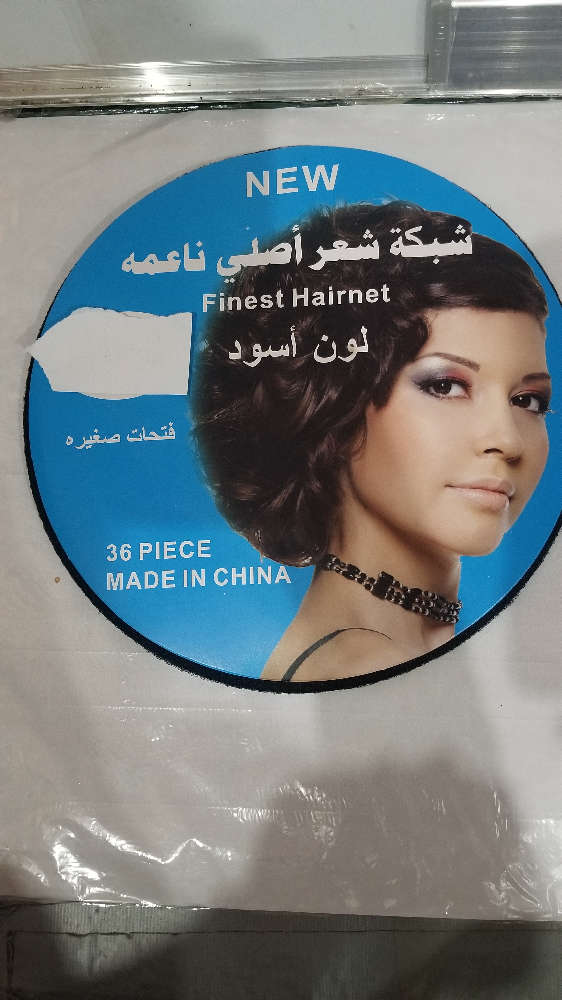 NEW
شبكة شعر أصلي ناعمه
Finest Hairnet
لون أسود
فتحات صغيره
36 PIECE
MADE IN CHINA